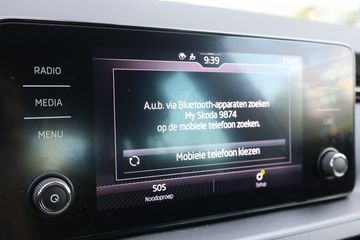 9:39
RADIO
MEDIA
MENU
CAR
A.u.b. via Bluetooth-apparaten zoeken
My Skoda 9874
op de mobiele telefoon zoeken.
Mobiele telefoon kiezen
SOS
Noodoproep
Setup